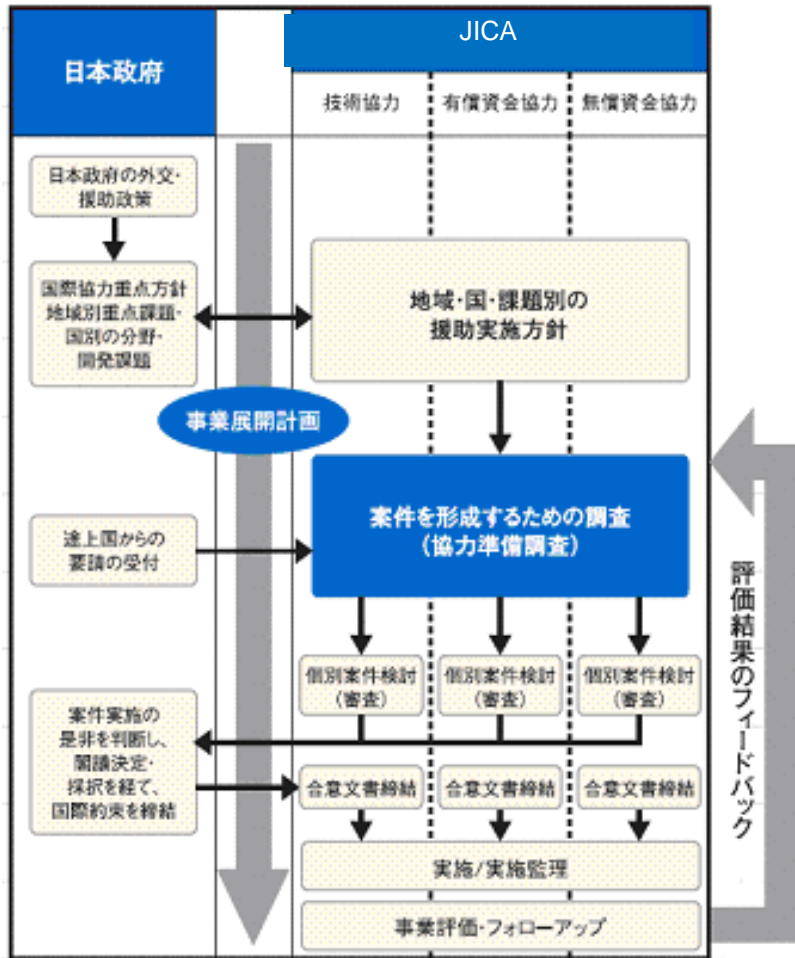 日本政府
JICA
技術協力
有償資金協力
無償資金協力
日本政府の外交・
援助政策
国際協力重点方針
地域別重点課題・
国別の分野・
開発課題
地域・国・課題別の
援助実施方針
事業展開計画
途上国からの
要請の受付
案件を形成するための調査
(協力準備調査)
個別案件検討
(審査)
個別案件検討
(審査)
個別案件検討
(審査)
案件実施の
是非を判断し、
閣議決定・
採択を経て、
国際約束を締結
合意文書締結
合意文書締結
合意文書締結
実施/実施監理
事業評価・フォローアップ
評価結果のフィードバック